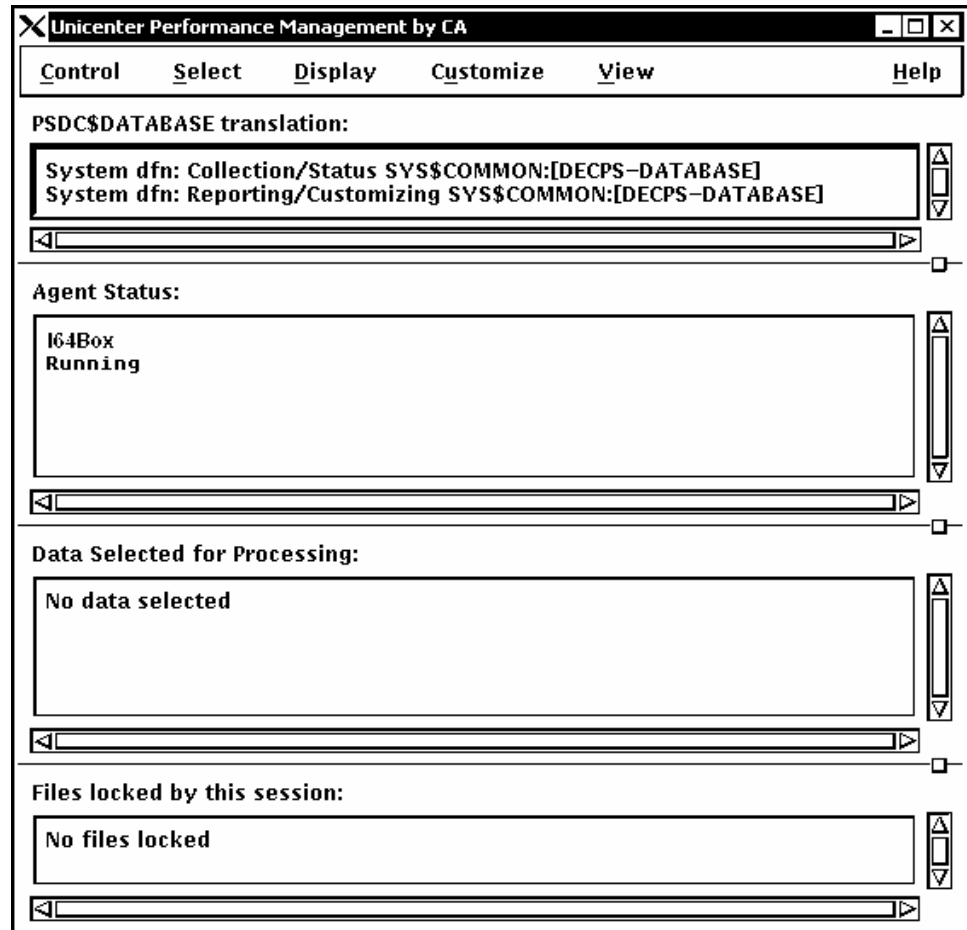 Unicenter Performance Management by CA
Control Select Display Customize View Help
PSDC$DATABASE translation:
System dfn: Collection/Status SYS$COMMON:[DECPS-DATABASE]
System dfn: Reporting/Customizing SYS$COMMON:[DECPS-DATABASE]
Agent Status:
I64Box
Running
Data Selected for Processing:
No data selected
Files locked by this session:
No files locked